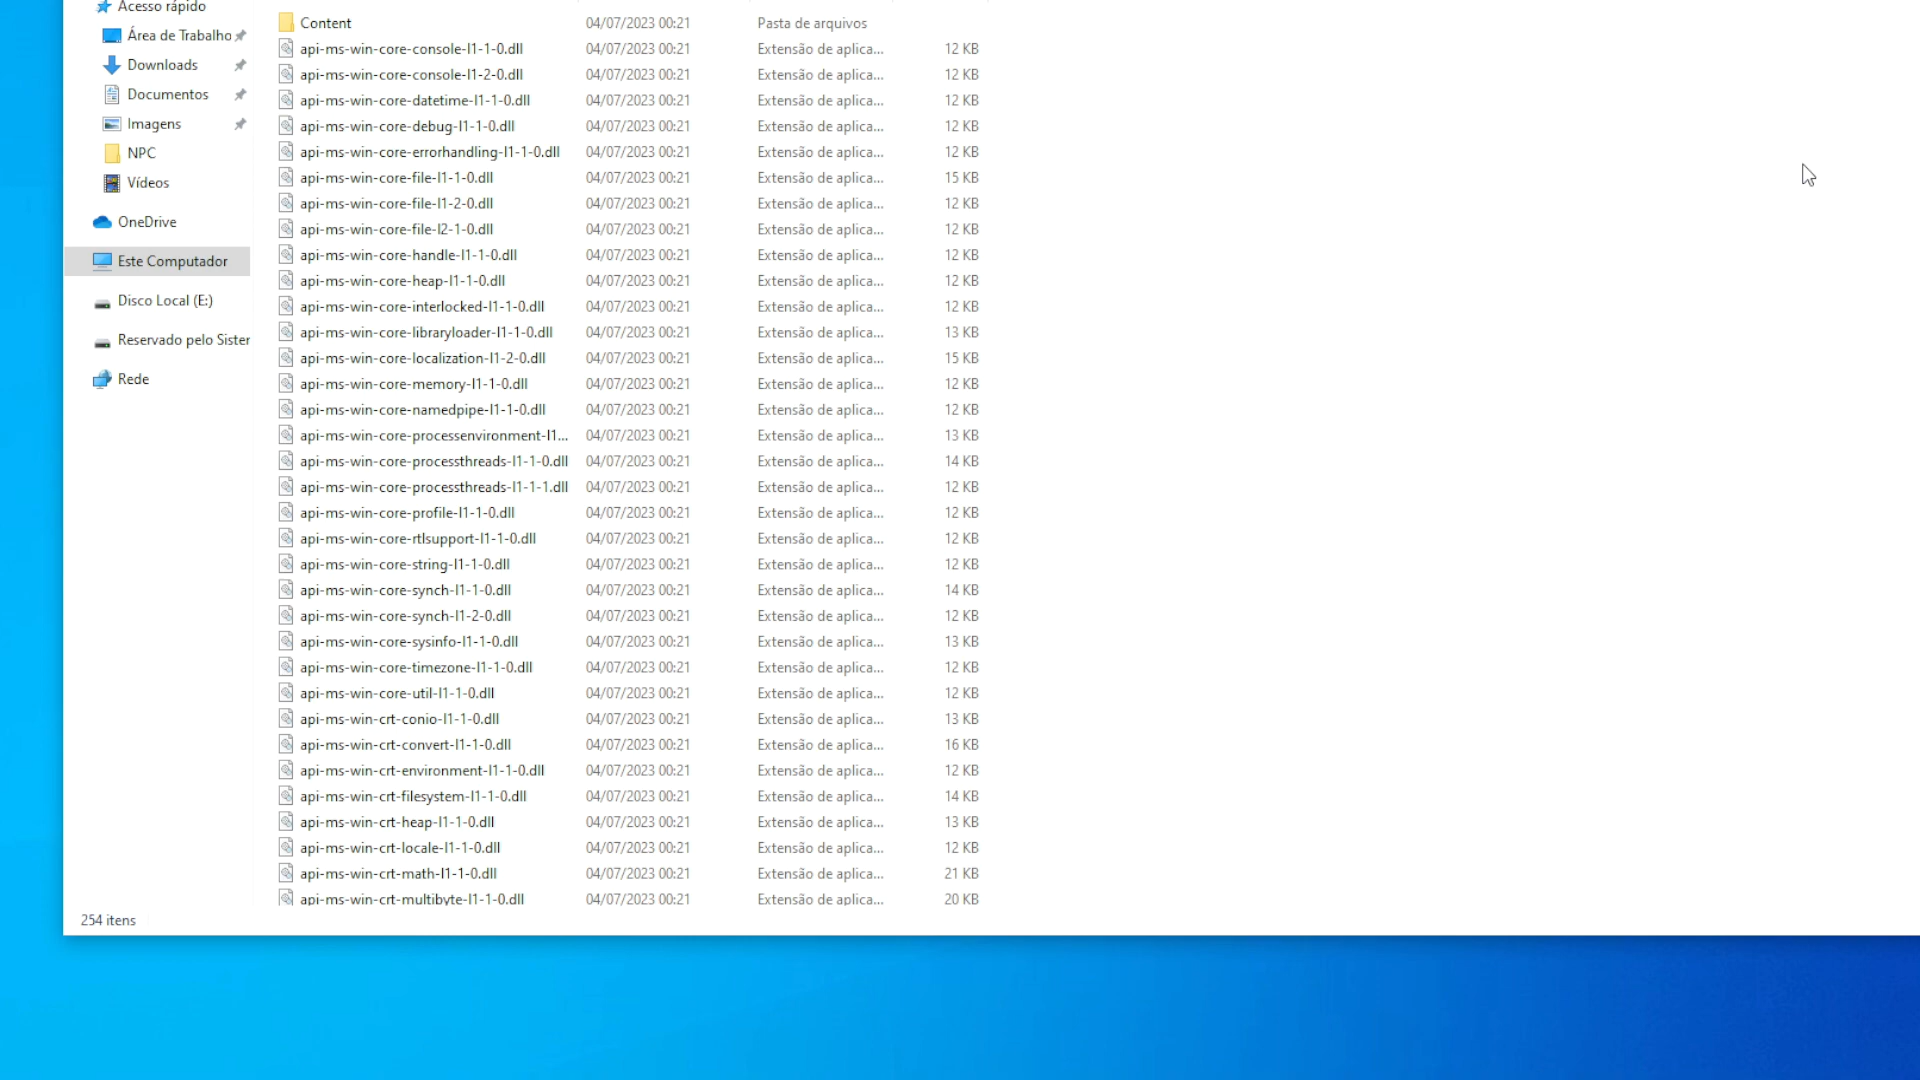 Acesso rápido
Área de Trabalho
Downloads
Documentos
Imagens
NPC
Vídeos
OneDrive
Este Computador
Disco Local (E:)
Reservado pelo Sister
Rede
Content 04/07/2023 00:21 Pasta de arquivos
api-ms-win-core-console-l1-1-0.dll 04/07/2023 00:21 Extensão de aplica... 12 KB
api-ms-win-core-console-l1-2-0.dll 04/07/2023 00:21 Extensão de aplica... 12 KB
api-ms-win-core-datetime-l1-1-0.dll 04/07/2023 00:21 Extensão de aplica... 12 KB
api-ms-win-core-debug-l1-1-0.dll 04/07/2023 00:21 Extensão de aplica... 12 KB
api-ms-win-core-errorhandling-l1-1-0.dll 04/07/2023 00:21 Extensão de aplica... 12 KB
api-ms-win-core-file-l1-1-0.dll 04/07/2023 00:21 Extensão de aplica... 15 KB
api-ms-win-core-file-l1-2-0.dll 04/07/2023 00:21 Extensão de aplica... 12 KB
api-ms-win-core-file-l2-1-0.dll 04/07/2023 00:21 Extensão de aplica... 12 KB
api-ms-win-core-handle-l1-1-0.dll 04/07/2023 00:21 Extensão de aplica... 12 KB
api-ms-win-core-heap-l1-1-0.dll 04/07/2023 00:21 Extensão de aplica... 12 KB
api-ms-win-core-interlocked-l1-1-0.dll 04/07/2023 00:21 Extensão de aplica... 12 KB
api-ms-win-core-libraryloader-l1-1-0.dll 04/07/2023 00:21 Extensão de aplica... 13 KB
api-ms-win-core-localization-l1-2-0.dll 04/07/2023 00:21 Extensão de aplica... 15 KB
api-ms-win-core-memory-l1-1-0.dll 04/07/2023 00:21 Extensão de aplica... 12 KB
api-ms-win-core-namedpipe-l1-1-0.dll 04/07/2023 00:21 Extensão de aplica... 12 KB
api-ms-win-core-processenvironment-l1... 04/07/2023 00:21 Extensão de aplica... 13 KB
api-ms-win-core-processthreads-l1-1-0.dll 04/07/2023 00:21 Extensão de aplica... 14 KB
api-ms-win-core-processthreads-l1-1-1.dll 04/07/2023 00:21 Extensão de aplica... 12 KB
api-ms-win-core-profile-l1-1-0.dll 04/07/2023 00:21 Extensão de aplica... 12 KB
api-ms-win-core-rtlsupport-l1-1-0.dll 04/07/2023 00:21 Extensão de aplica... 12 KB
api-ms-win-core-string-l1-1-0.dll 04/07/2023 00:21 Extensão de aplica... 12 KB
api-ms-win-core-synch-l1-1-0.dll 04/07/2023 00:21 Extensão de aplica... 14 KB
api-ms-win-core-synch-l1-2-0.dll 04/07/2023 00:21 Extensão de aplica... 12 KB
api-ms-win-core-sysinfo-l1-1-0.dll 04/07/2023 00:21 Extensão de aplica... 13 KB
api-ms-win-core-timezone-l1-1-0.dll 04/07/2023 00:21 Extensão de aplica... 12 KB
api-ms-win-core-util-l1-1-0.dll 04/07/2023 00:21 Extensão de aplica... 12 KB
api-ms-win-crt-conio-l1-1-0.dll 04/07/2023 00:21 Extensão de aplica... 13 KB
api-ms-win-crt-convert-l1-1-0.dll 04/07/2023 00:21 Extensão de aplica... 16 KB
api-ms-win-crt-environment-l1-1-0.dll 04/07/2023 00:21 Extensão de aplica... 12 KB
api-ms-win-crt-filesystem-l1-1-0.dll 04/07/2023 00:21 Extensão de aplica... 14 KB
api-ms-win-crt-heap-l1-1-0.dll 04/07/2023 00:21 Extensão de aplica... 13 KB
api-ms-win-crt-locale-l1-1-0.dll 04/07/2023 00:21 Extensão de aplica... 12 KB
api-ms-win-crt-math-l1-1-0.dll 04/07/2023 00:21 Extensão de aplica... 21 KB
api-ms-win-crt-multibyte-l1-1-0.dll 04/07/2023 00:21 Extensão de aplica... 20 KB
254 itens